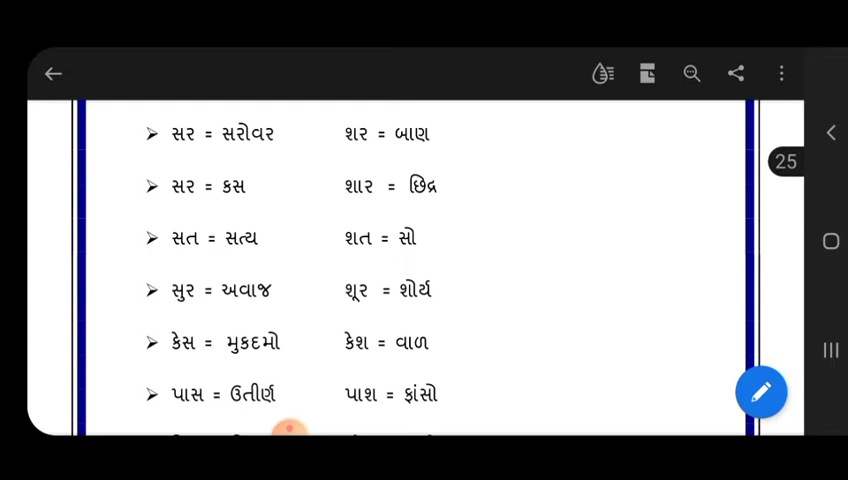 25
➤ સર = સરોવર શર = બાણ
➤ સર = કસ શાર = છિદ્ર
➤ સત = સત્ય શત = સો
➤ સુર = અવાજ શૂર = શોર્ય
➤ કેસ = મુકદમો કેશ = વાળ
➤ પાસ = ઉતીર્ણ પાશ = ફાંસો